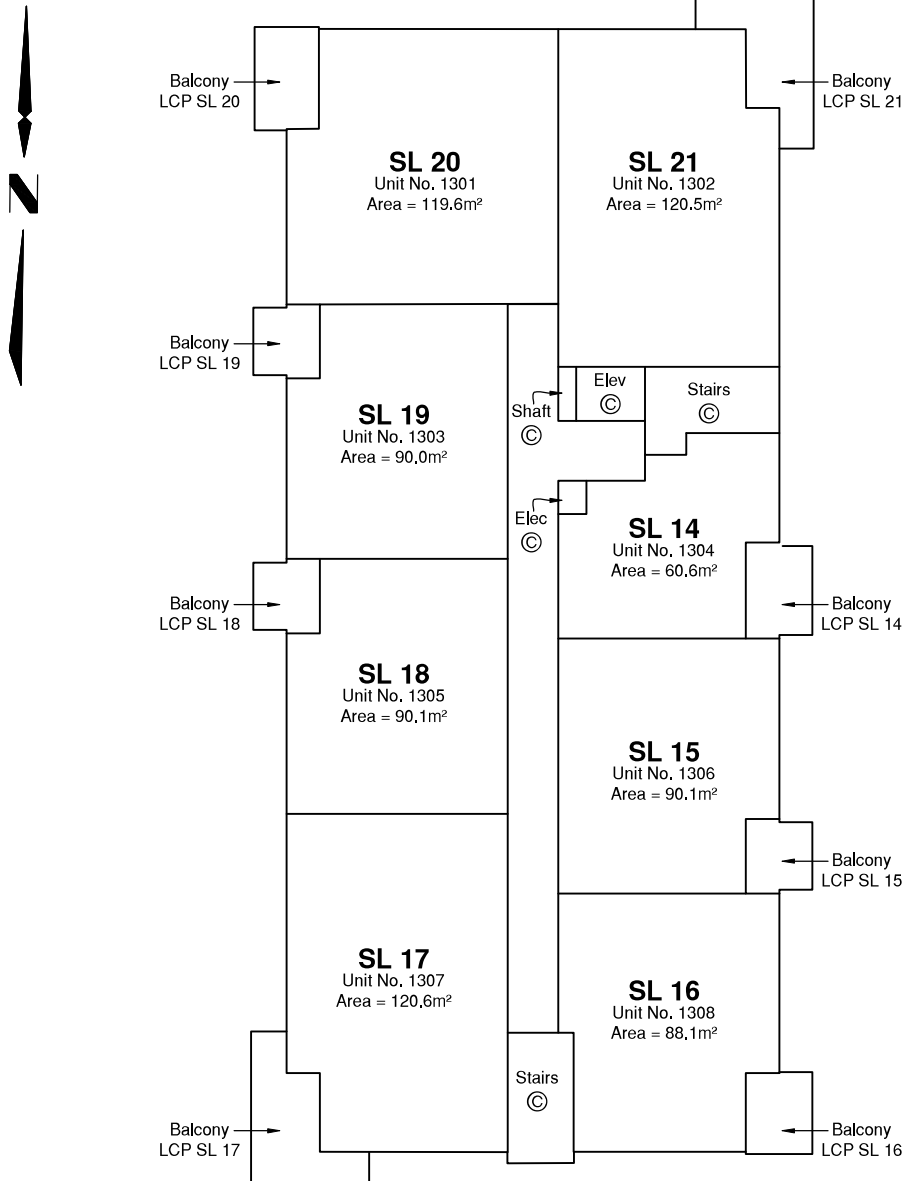 Balcony
LCP SL 20
Balcony
LCP SL 21
SL 20
Unit No. 1301
Area = 119.6m²
SL 21
Unit No. 1302
Area = 120.5m²
N
Balcony
LCP SL 19
Elev
©
Stairs
©
Shaft
©
SL 19
Unit No. 1303
Area = 90.0m²
Elec
©
SL 14
Unit No. 1304
Area = 60.6m²
Balcony
LCP SL 18
Balcony
LCP SL 14
SL 18
Unit No. 1305
Area = 90.1m²
SL 15
Unit No. 1306
Area = 90.1m²
Balcony
LCP SL 15
SL 17
Unit No. 1307
Area = 120.6m²
SL 16
Unit No. 1308
Area = 88.1m²
Stairs
©
Balcony
LCP SL 17
Balcony
LCP SL 16